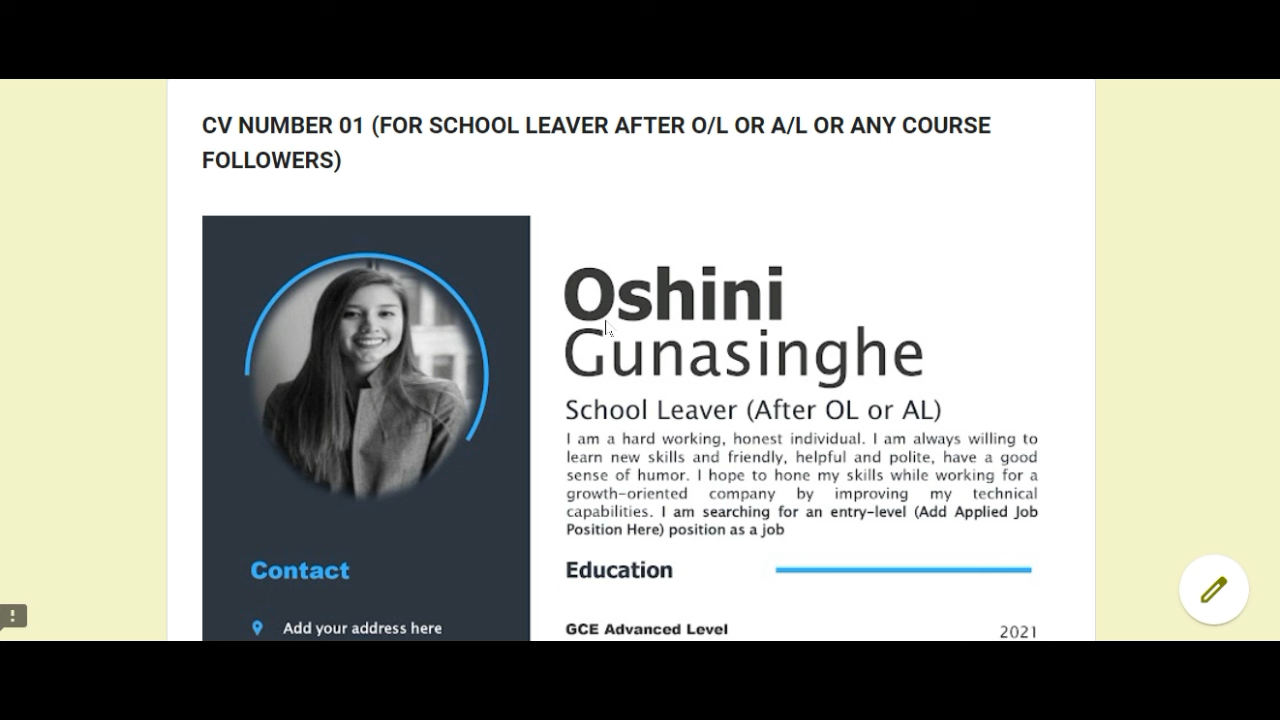 CV NUMBER 01 (FOR SCHOOL LEAVER AFTER O/L OR A/L OR ANY COURSE
FOLLOWERS)
Oshini
Gunasinghe
School Leaver (After OL or AL)
I am a hard working, honest individual. I am always willing to
learn new skills and friendly, helpful and polite, have a good
sense of humor. I hope to hone my skills while working for a
growth-oriented company by improving my technical
capabilities. I am searching for an entry-level (Add Applied Job
Position Here) position as a job
Contact
Add your address here
Education
GCE Advanced Level 2021